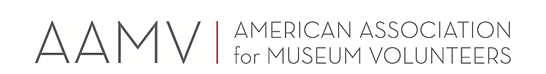 AAMV
AMERICAN ASSOCIATION
for MUSEUM VOLUNTEERS